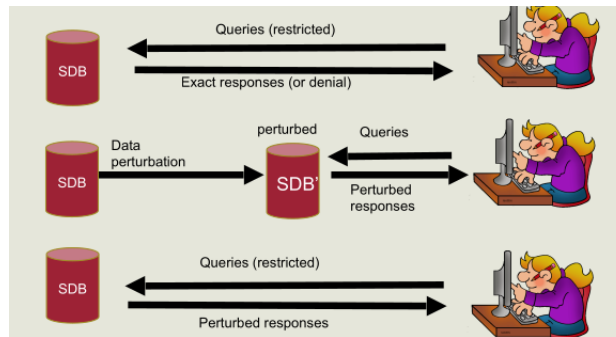 Queries (restricted)
SDB
Exact responses (or denial)
Data
perturbation
perturbed
Queries
SDB
SDB'
Perturbed
responses
Queries (restricted)
SDB
Perturbed responses